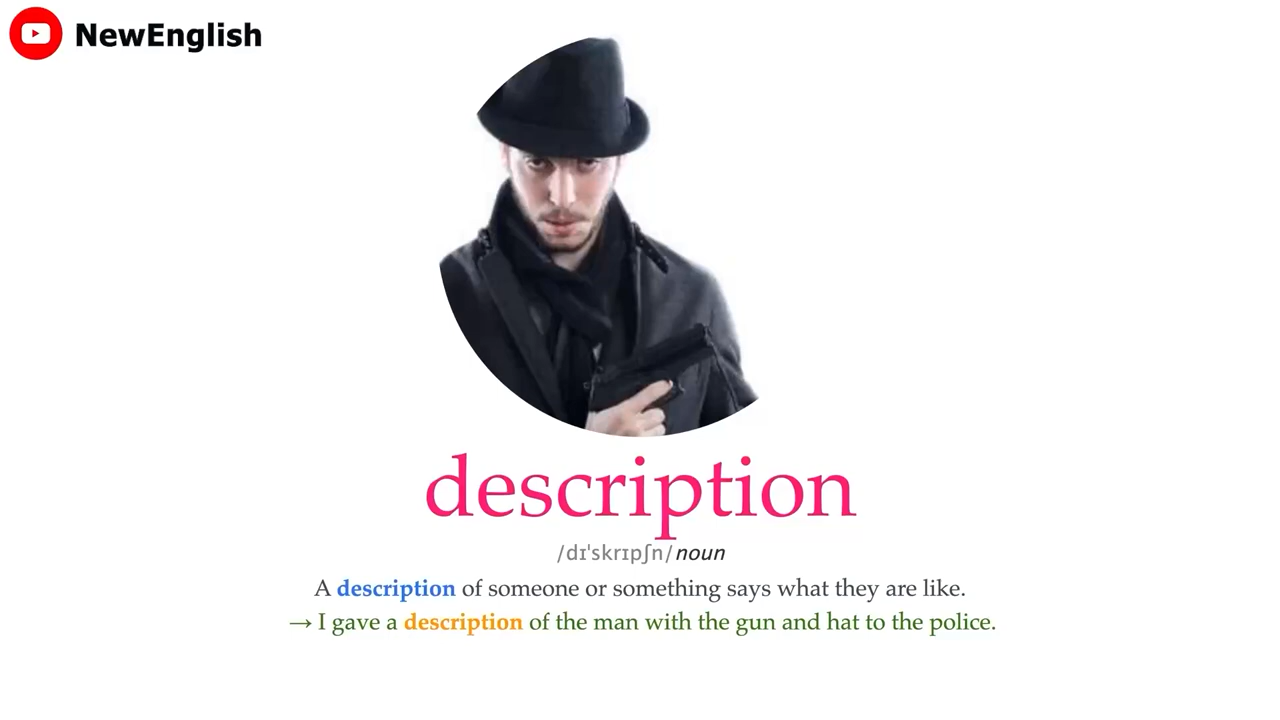 NewEnglish
description
/dɪˈskrɪpʃn/ noun
A description of someone or something says what they are like.
→ I gave a description of the man with the gun and hat to the police.